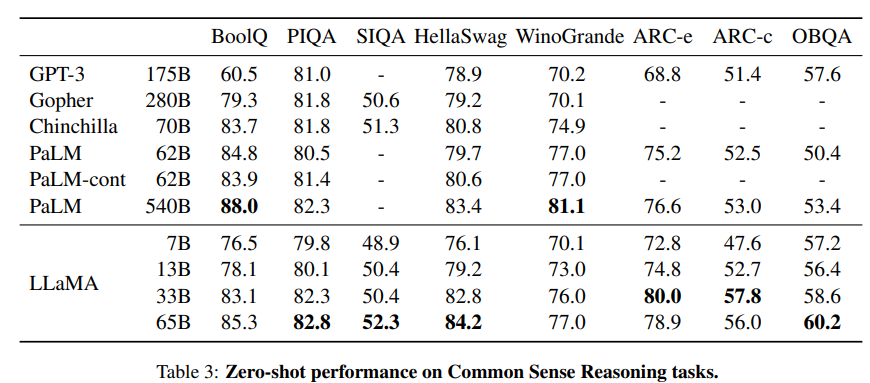 BoolQ PIQA SIQA HellaSwag WinoGrande ARC-e ARC-c OBQA
GPT-3 175B 60.5 81.0 - 78.9 70.2 68.8 51.4 57.6
Gopher 280B 79.3 81.8 50.6 79.2 70.1 - - -
Chinchilla 70B 83.7 81.8 51.3 80.8 74.9 - - -
PaLM 62B 84.8 80.5 - 79.7 77.0 75.2 52.5 50.4
PaLM-cont 62B 83.9 81.4 - 80.6 77.0 - - -
PaLM 540B 88.0 82.3 - 83.4 81.1 76.6 53.0 53.4
LLaMA
7B 76.5 79.8 48.9 76.1 70.1 72.8 47.6 57.2
13B 78.1 80.1 50.4 79.2 73.0 74.8 52.7 56.4
33B 83.1 82.3 50.4 82.8 76.0 80.0 57.8 58.6
65B 85.3 82.8 52.3 84.2 77.0 78.9 56.0 60.2
Table 3: Zero-shot performance on Common Sense Reasoning tasks.